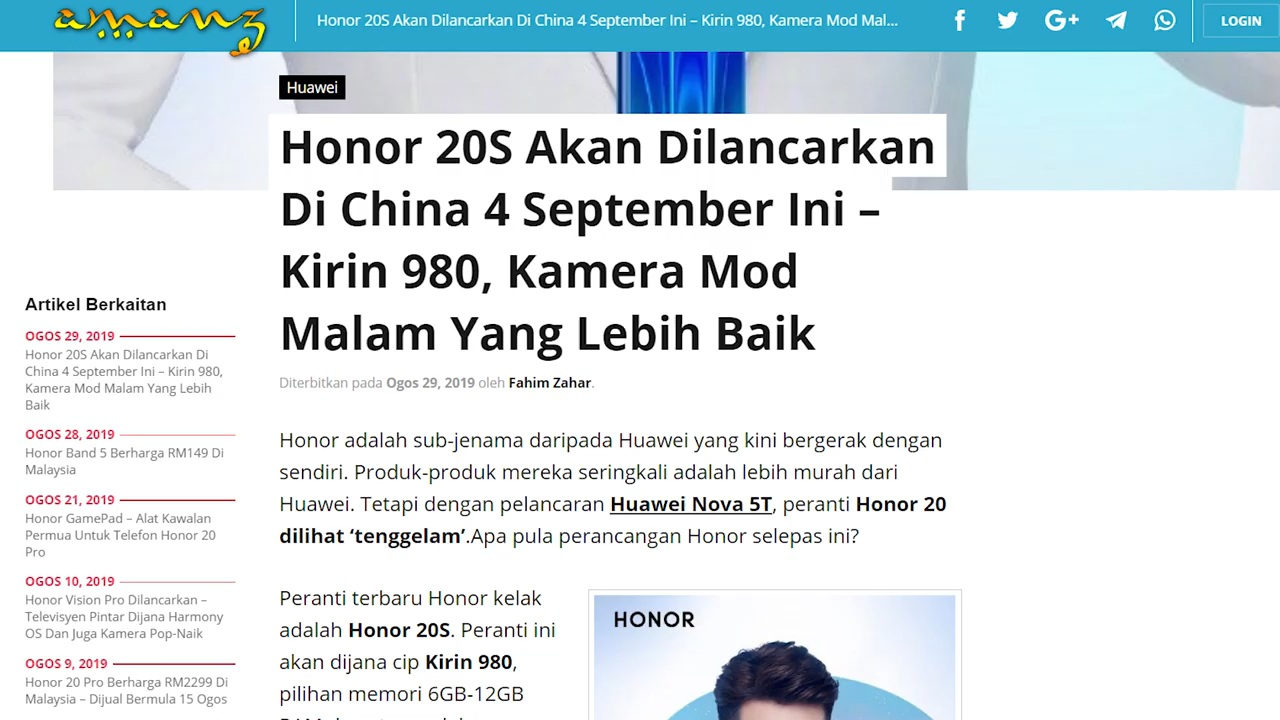 amanz
Honor 20S Akan Dilancarkan Di China 4 September Ini – Kirin 980, Kamera Mod Mal...
LOGIN
Huawei
Honor 20S Akan Dilancarkan
Di China 4 September Ini –
Kirin 980, Kamera Mod
Malam Yang Lebih Baik
Diterbitkan pada Ogos 29, 2019 oleh Fahim Zahar.
Artikel Berkaitan
OGOS 29, 2019
Honor 20S Akan Dilancarkan Di
China 4 September Ini – Kirin 980,
Kamera Mod Malam Yang Lebih
Baik
OGOS 28, 2019
Honor Band 5 Berharga RM149 Di
Malaysia
OGOS 21, 2019
Honor GamePad – Alat Kawalan
Permua Untuk Telefon Honor 20
Pro
OGOS 10, 2019
Honor Vision Pro Dilancarkan –
Televisyen Pintar Dijana Harmony
OS Dan Juga Kamera Pop-Naik
OGOS 9, 2019
Honor 20 Pro Berharga RM2299 Di
Malaysia – Dijual Bermula 15 Ogos
Honor adalah sub-jenama daripada Huawei yang kini bergerak dengan
sendiri. Produk-produk mereka seringkali adalah lebih murah dari
Huawei. Tetapi dengan pelancaran Huawei Nova 5T, peranti Honor 20
dilihat ‘tenggelam’.Apa pula perancangan Honor selepas ini?
Peranti terbaru Honor kelak
adalah Honor 20S. Peranti ini
akan dijana cip Kirin 980,
pilihan memori 6GB-12GB
HONOR